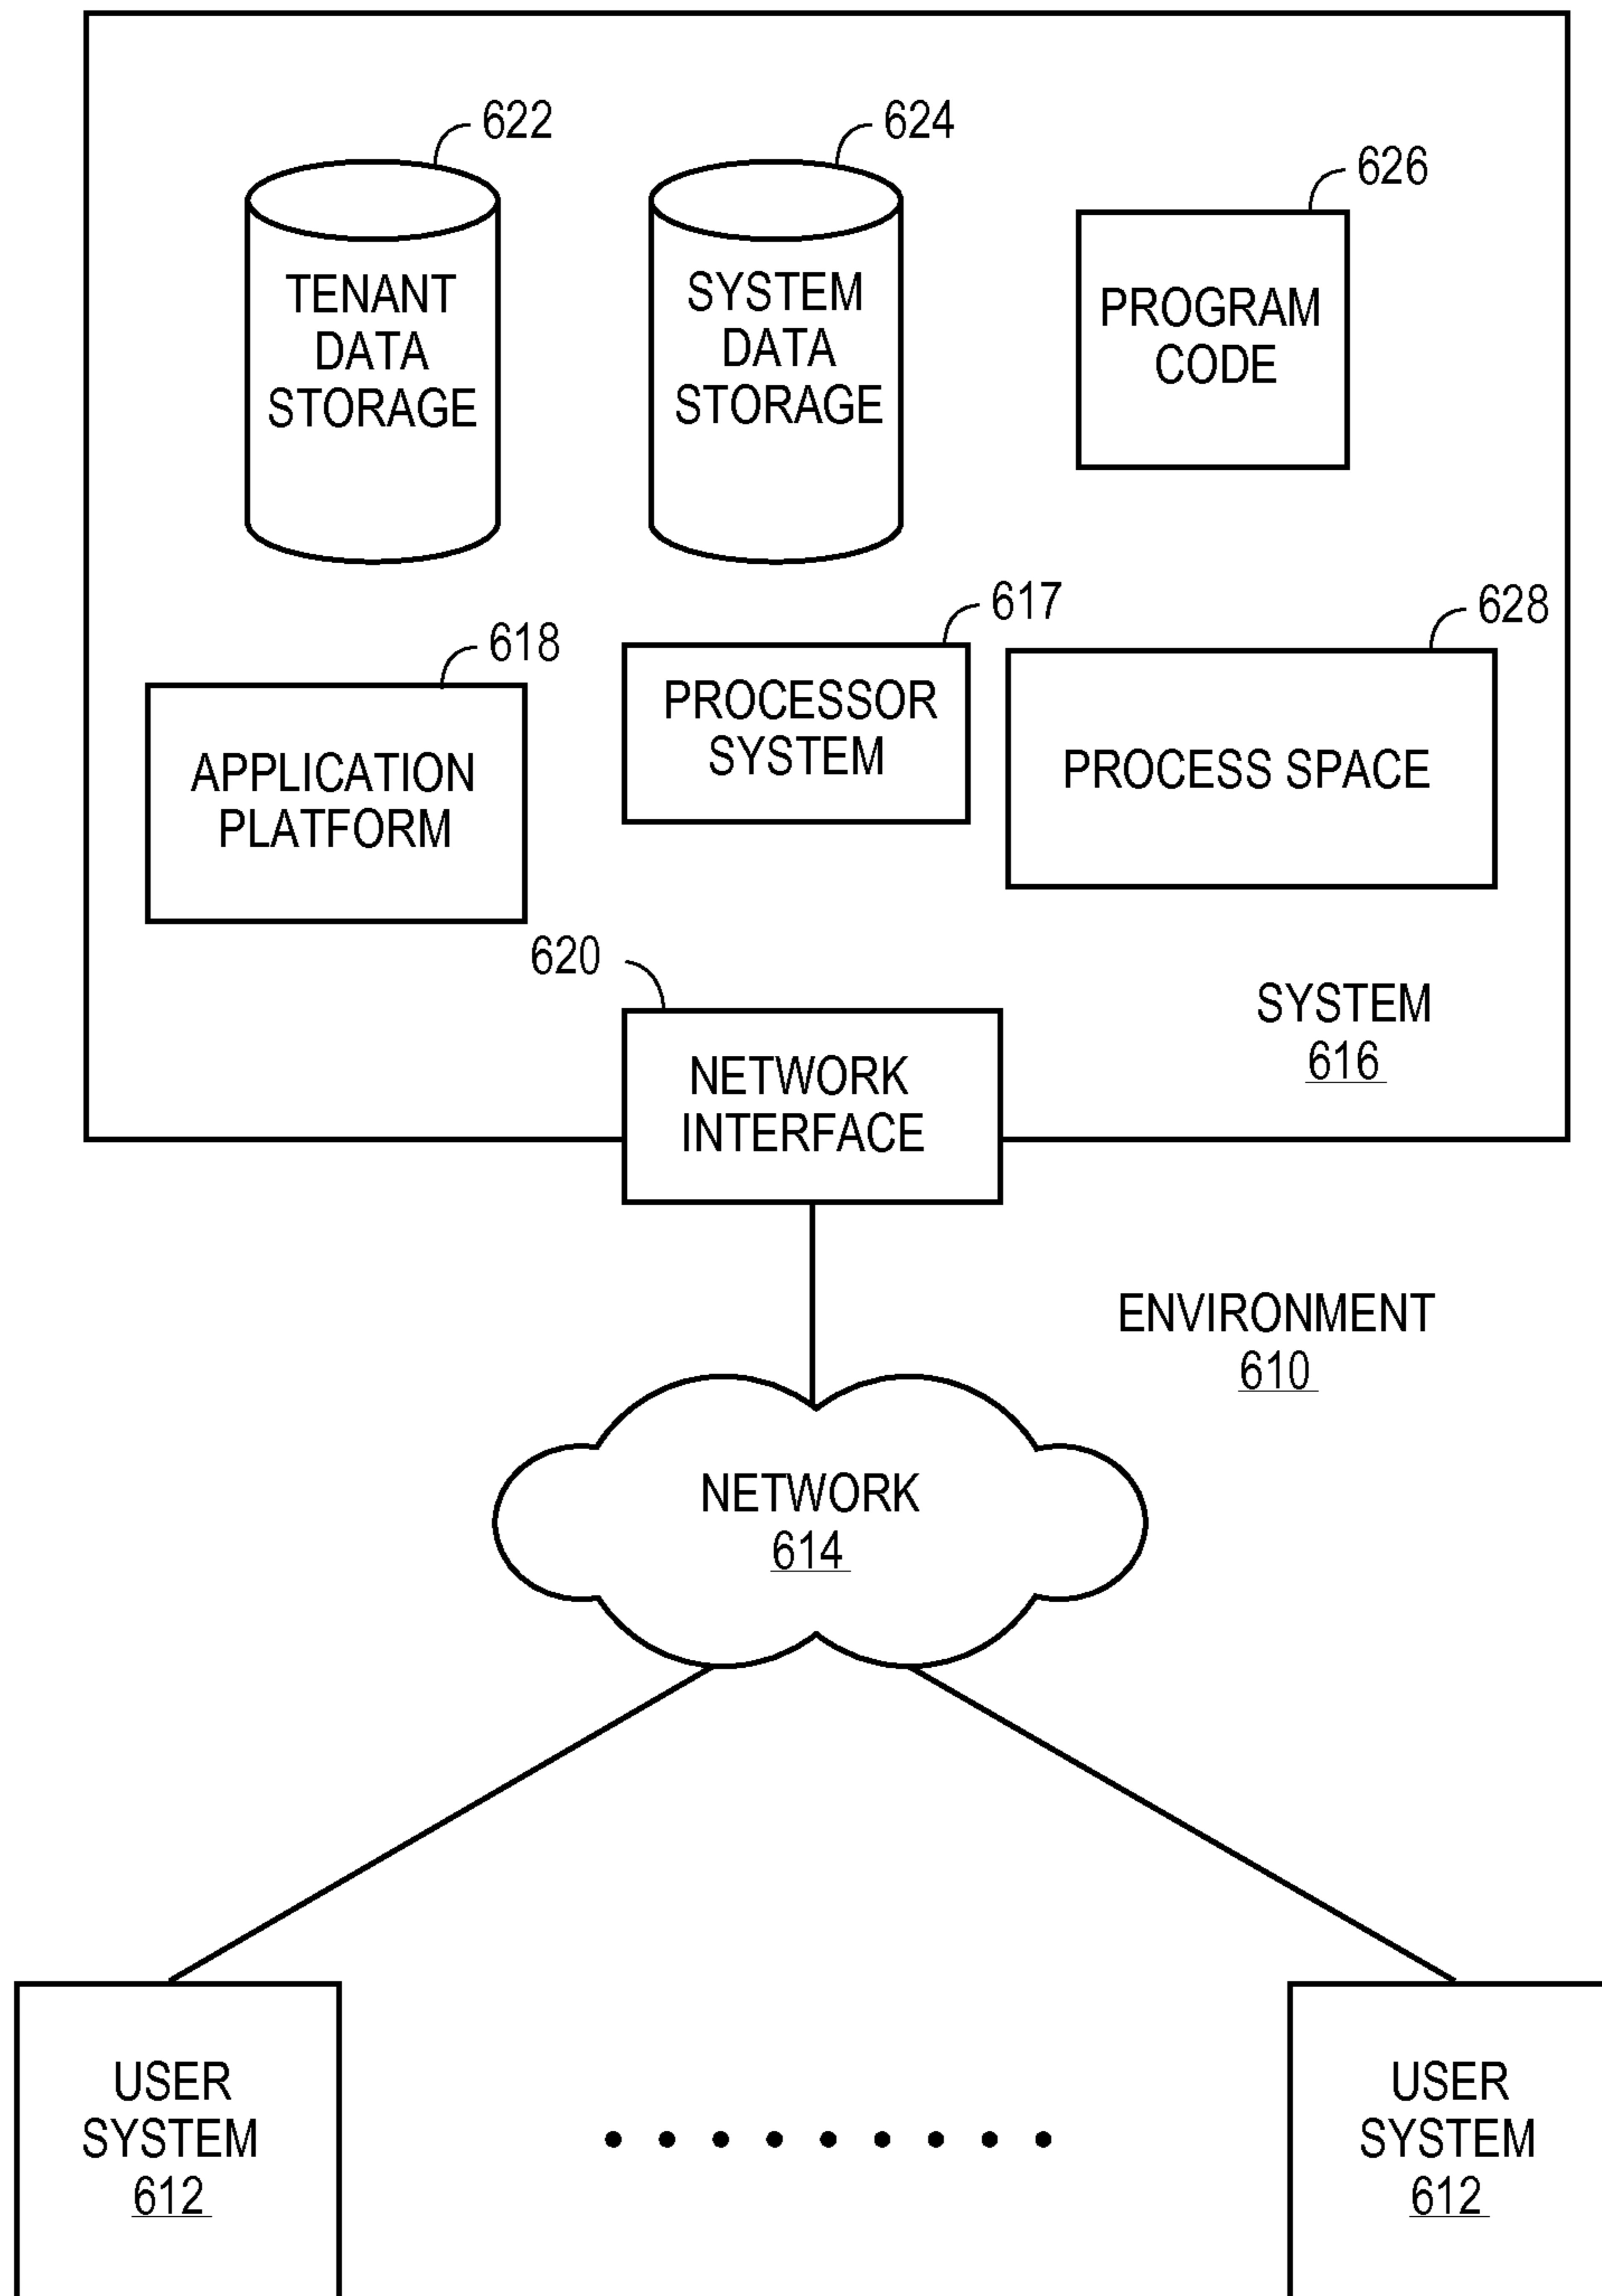 622
TENANT
DATA
STORAGE
624
SYSTEM
DATA
STORAGE
626
PROGRAM
CODE
618
APPLICATION
PLATFORM
617
PROCESSOR
SYSTEM
628
PROCESS SPACE
620
NETWORK
INTERFACE
SYSTEM
616
ENVIRONMENT
610
NETWORK
614
USER
SYSTEM
612
USER
SYSTEM
612